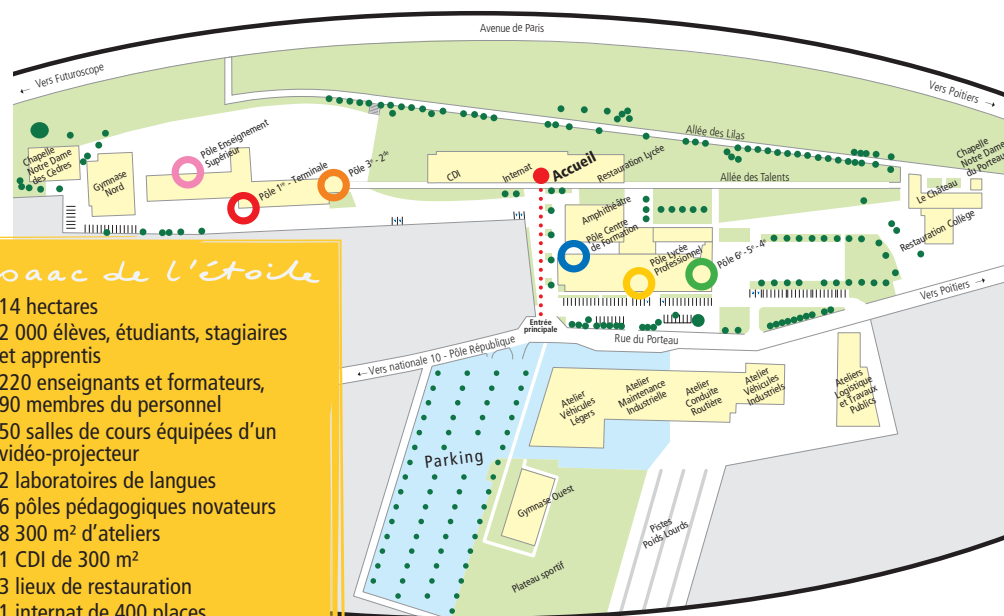 Avenue de Paris
← Vers Futuroscope
Vers Poitiers →
Allée des Lilas
Allée des Talents
Chapelle
Notre Dame
des Cèdres
Gymnase
Nord
Pôle Enseignement
Supérieur
Pôle 1re - Terminale
Pôle 3e - 2de
CDI
Internat
Accueil
Restauration Lycée
Chapelle
Notre Dame
du Porteau
Le Château
Restauration Collège
Amphithéâtre
Pôle Centre
de Formation
Pôle Lycée
Professionnel
Pôle 6e - 5e - 4e
Vers Poitiers →
Entrée
principale
Rue du Porteau
← Vers nationale 10 - Pôle République
Atelier
Véhicules
Légers
Atelier
Maintenance
Industrielle
Atelier
Conduite
Routière
Atelier
Véhicules
Industriels
Ateliers
Logistique
et Travaux
Publics
Parking
Gymnase Ouest
Plateau sportif
Pistes
Poids Lourds
saac de l'étoile
14 hectares
2 000 élèves, étudiants, stagiaires
et apprentis
220 enseignants et formateurs,
90 membres du personnel
50 salles de cours équipées d'un
vidéo-projecteur
2 laboratoires de langues
6 pôles pédagogiques novateurs
8 300 m² d'ateliers
1 CDI de 300 m²
3 lieux de restauration
1 internat de 400 places